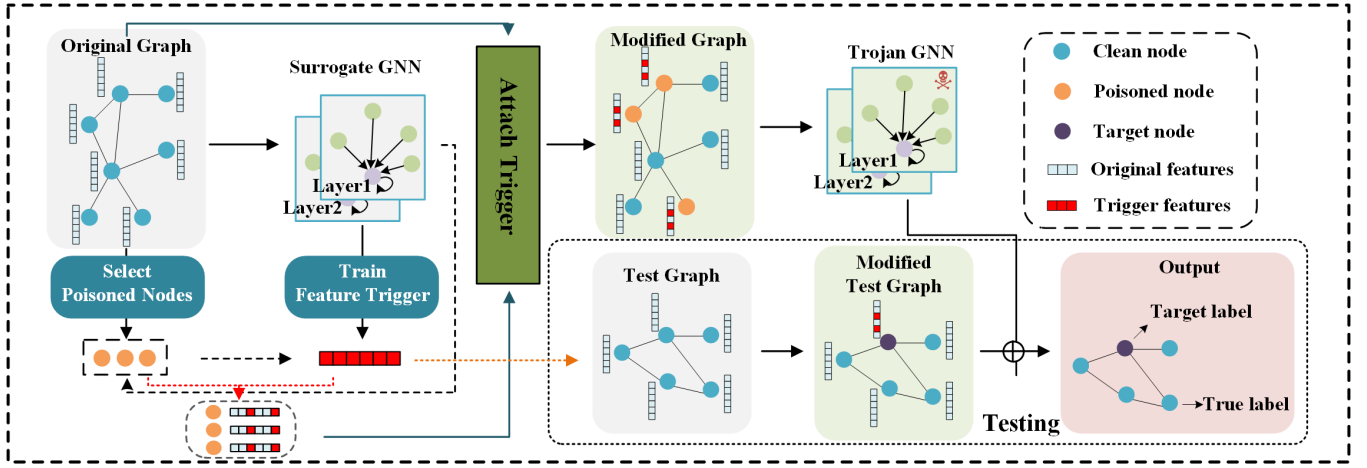 Original Graph
Surrogate GNN
Layer1
Layer2
Select
Poisoned Nodes
Train
Feature Trigger
Attach Trigger
Modified Graph
Trojan GNN
Layer1
Layer2
Clean node
Poisoned node
Target node
Original features
Trigger features
Test Graph
Modified
Test Graph
Output
Target label
True label
Testing